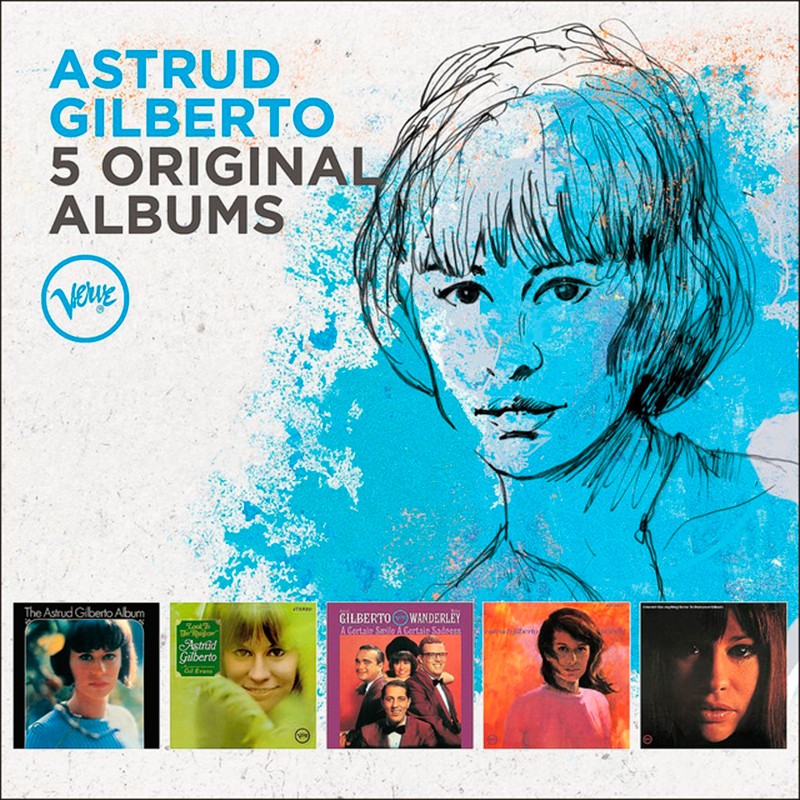 ASTRUD
GILBERTO
5 ORIGINAL
ALBUMS
Verve
The Astrud Gilberto Album
STEREO
"Look To
The Rainbow"
Astrud
Gilberto
Gil Evans
GILBERTO WANDERLEY
A Certain Smile A Certain Sadness